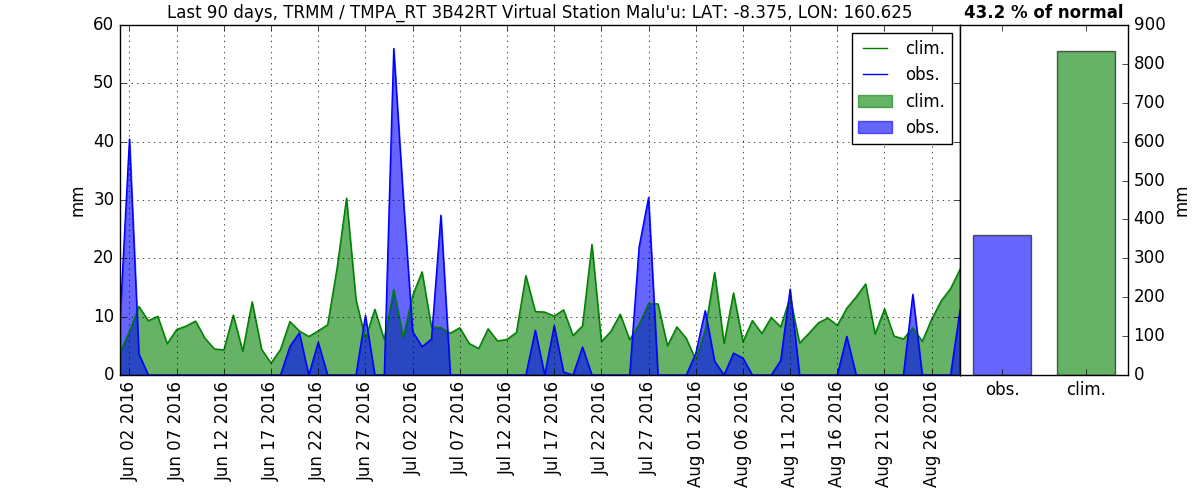 Last 90 days, TRMM / TMPA_RT 3B42RT Virtual Station Malu'u: LAT: -8.375, LON: 160.625
43.2 % of normal
60
50
40
30
20
10
0
mm
clim.
obs.
clim.
obs.
900
800
700
600
500
400
300
200
100
0
mm
obs.
clim.
Jun 02 2016
Jun 07 2016
Jun 12 2016
Jun 17 2016
Jun 22 2016
Jun 27 2016
Jul 02 2016
Jul 07 2016
Jul 12 2016
Jul 17 2016
Jul 22 2016
Jul 27 2016
Aug 01 2016
Aug 06 2016
Aug 11 2016
Aug 16 2016
Aug 21 2016
Aug 26 2016